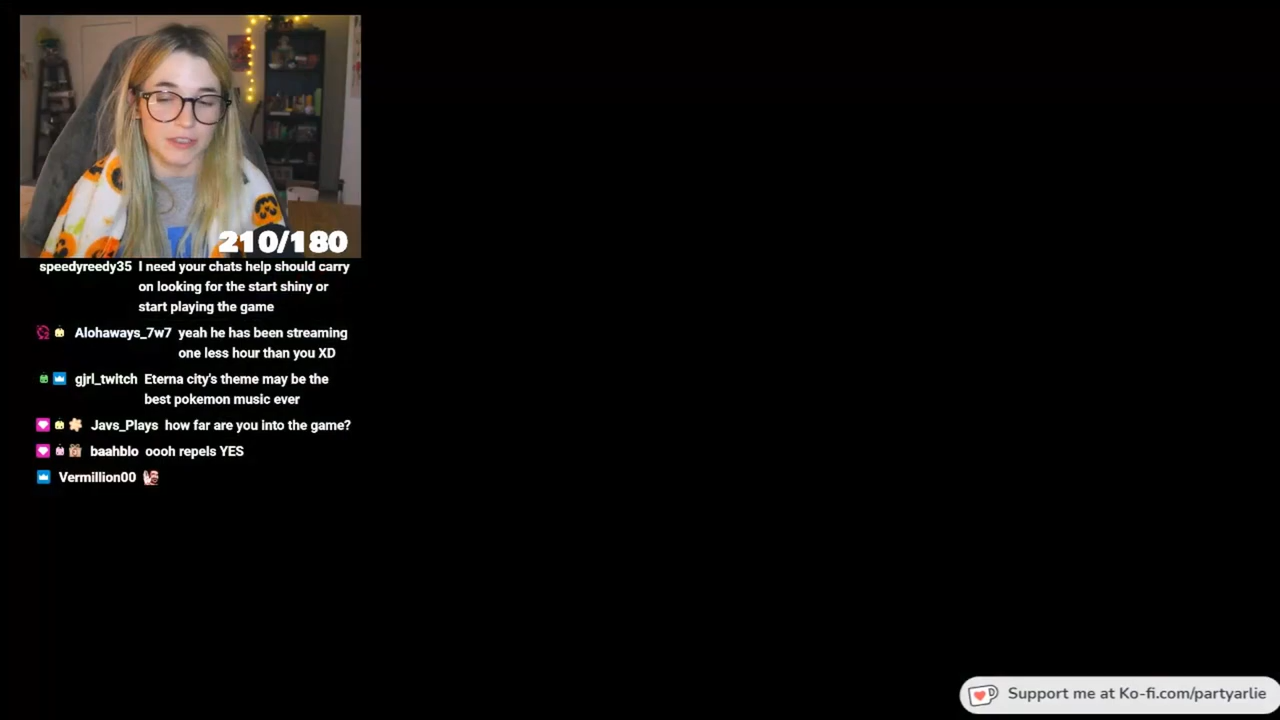 210/180
speedyreedy35 I need your chats help should carry
on looking for the start shiny or
start playing the game
Alohaways_7w7 yeah he has been streaming
one less hour than you XD
gjrl_twitch Eterna city's theme may be the
best pokemon music ever
Javs_Plays how far are you into the game?
baahblo oooh repels YES
Vermillion00
Support me at Ko-fi.com/partyarlie